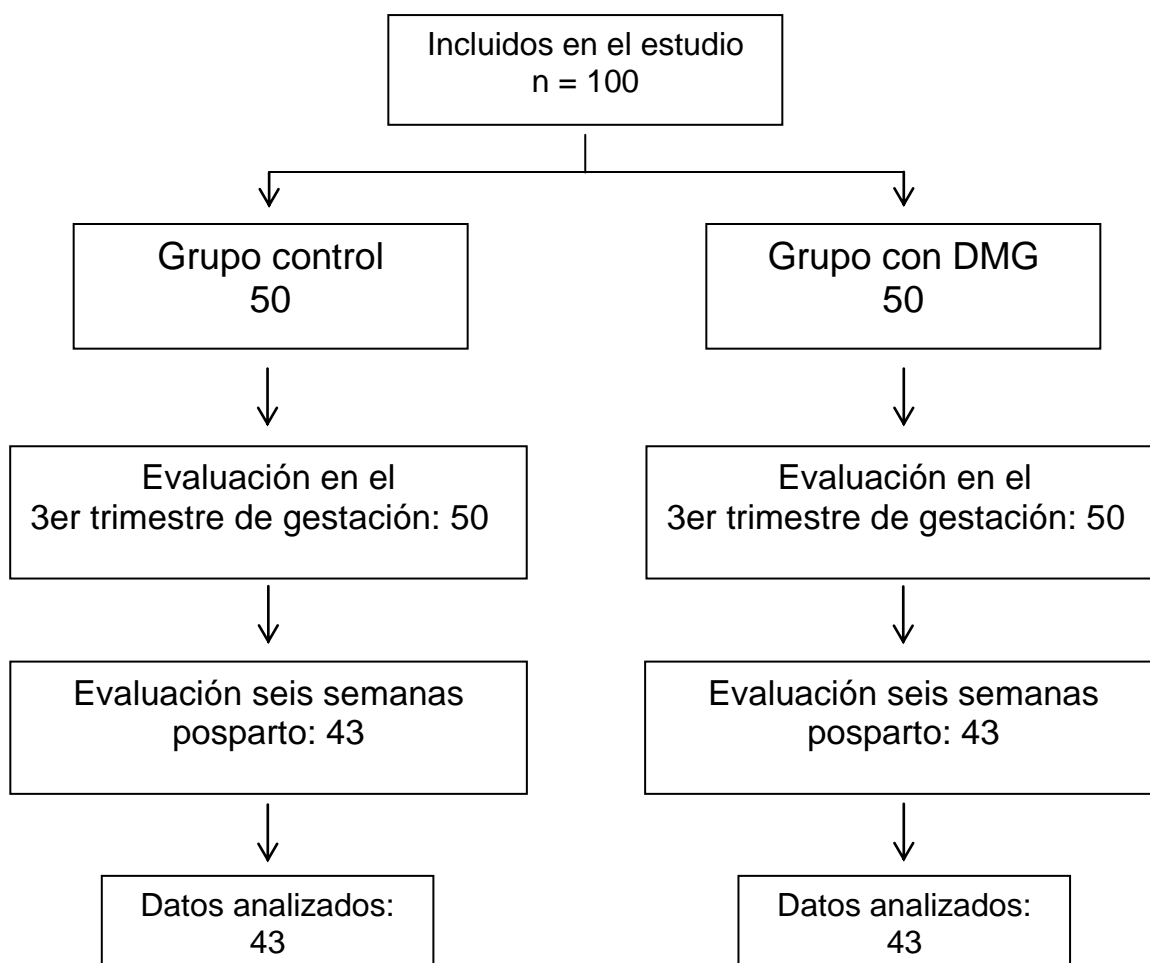 Incluidos en el estudio
n = 100
Grupo control
50
Grupo con DMG
50
Evaluación en el
3er trimestre de gestación: 50
Evaluación en el
3er trimestre de gestación: 50
Evaluación seis semanas
posparto: 43
Evaluación seis semanas
posparto: 43
Datos analizados:
43
Datos analizados:
43